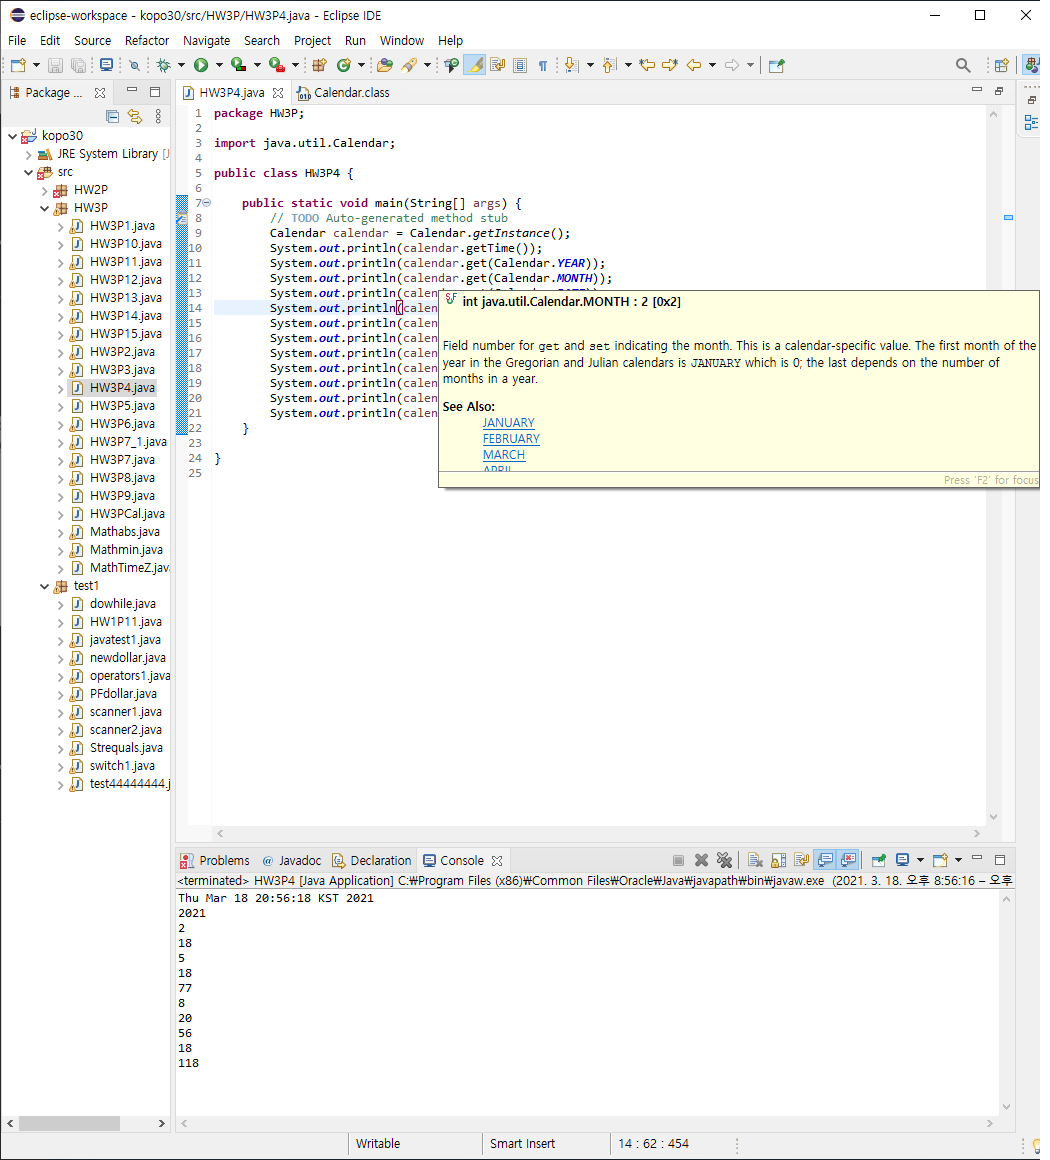 eclipse-workspace - kopo30/src/HW3P/HW3P4.java - Eclipse IDE
File Edit Source Refactor Navigate Search Project Run Window Help
Package ...
kopo30
JRE System Library [J
src
HW2P
HW3P
HW3P1.java
HW3P10.java
HW3P11.java
HW3P12.java
HW3P13.java
HW3P14.java
HW3P15.java
HW3P2.java
HW3P3.java
HW3P4.java
HW3P5.java
HW3P6.java
HW3P7_1.java
HW3P7.java
HW3P8.java
HW3P9.java
HW3PCal.java
Mathabs.java
Mathmin.java
MathTimeZ.java
test1
dowhile.java
HW1P11.java
javatest1.java
newdollar.java
operators1.java
PFdollar.java
scanner1.java
scanner2.java
Strequals.java
switch1.java
test44444444.j
HW3P4.java Calendar.class
1 package HW3P;
2
3 import java.util.Calendar;
4
5 public class HW3P4 {
6
7 public static void main(String[] args) {
8 // TODO Auto-generated method stub
9 Calendar calendar = Calendar.getInstance();
10 System.out.println(calendar.getTime());
11 System.out.println(calendar.get(Calendar.YEAR));
12 System.out.println(calendar.get(Calendar.MONTH));
13 System.out.println(calend
14 System.out.println(calen
15 System.out.println(calen
16 System.out.println(calen
17 System.out.println(calen
18 System.out.println(calen
19 System.out.println(calen
20 System.out.println(calen
21 System.out.println(calen
22 }
23
24 }
25
int java.util.Calendar.MONTH : 2 [0x2]
Field number for get and set indicating the month. This is a calendar-specific value. The first month of the
year in the Gregorian and Julian calendars is JANUARY which is 0; the last depends on the number of
months in a year.
See Also:
JANUARY
FEBRUARY
MARCH
APRIL
Press 'F2' for focus
Problems @ Javadoc Declaration Console
<terminated> HW3P4 [Java Application] C:₩Program Files (x86)₩Common Files₩Oracle₩Java₩javapath₩bin₩javaw.exe (2021. 3. 18. 오후 8:56:16 – 오후
Thu Mar 18 20:56:18 KST 2021
2021
2
18
5
18
77
8
20
56
18
118
Writable Smart Insert 14 : 62 : 454